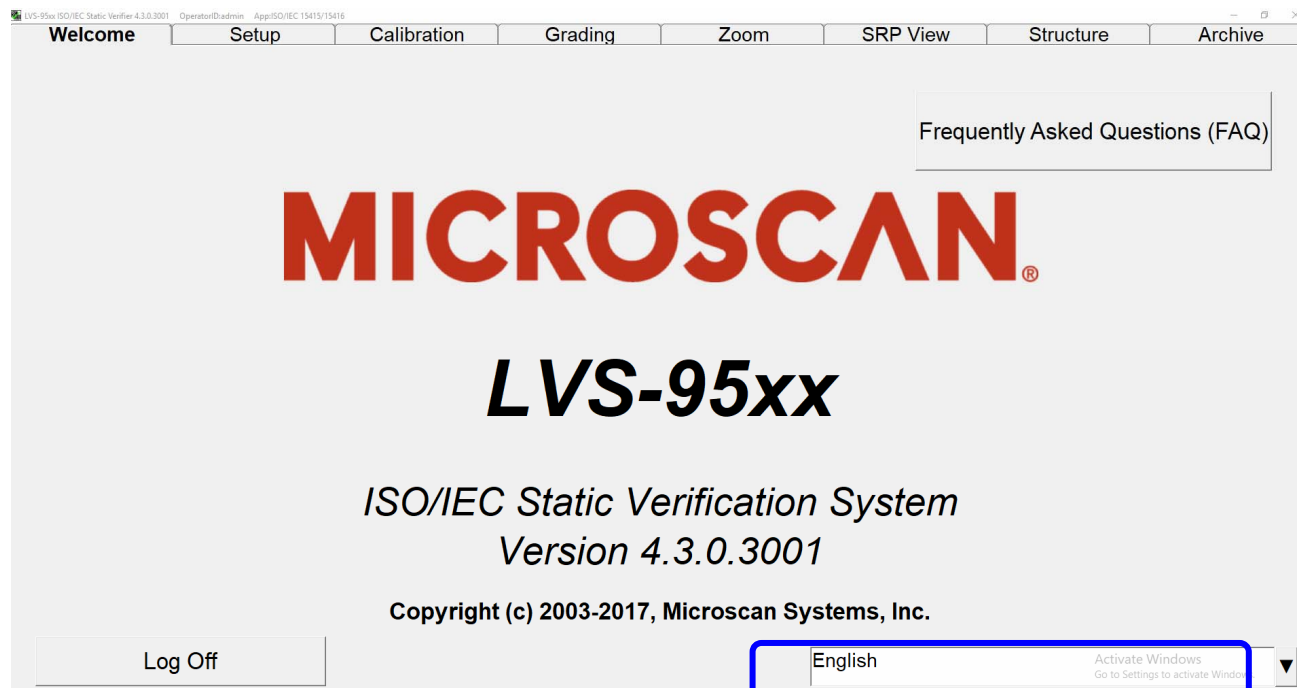 LVS-95xx ISO/IEC Static Verifier 4.3.0.3001 OperatorID:admin App:ISO/IEC 15415/15416
Welcome Setup Calibration Grading Zoom SRP View Structure Archive
Frequently Asked Questions (FAQ)
MICROSCAN®
LVS-95xx
ISO/IEC Static Verification System
Version 4.3.0.3001
Copyright (c) 2003-2017, Microscan Systems, Inc.
Log Off
English
Activate Windows
Go to Settings to activate Windows.